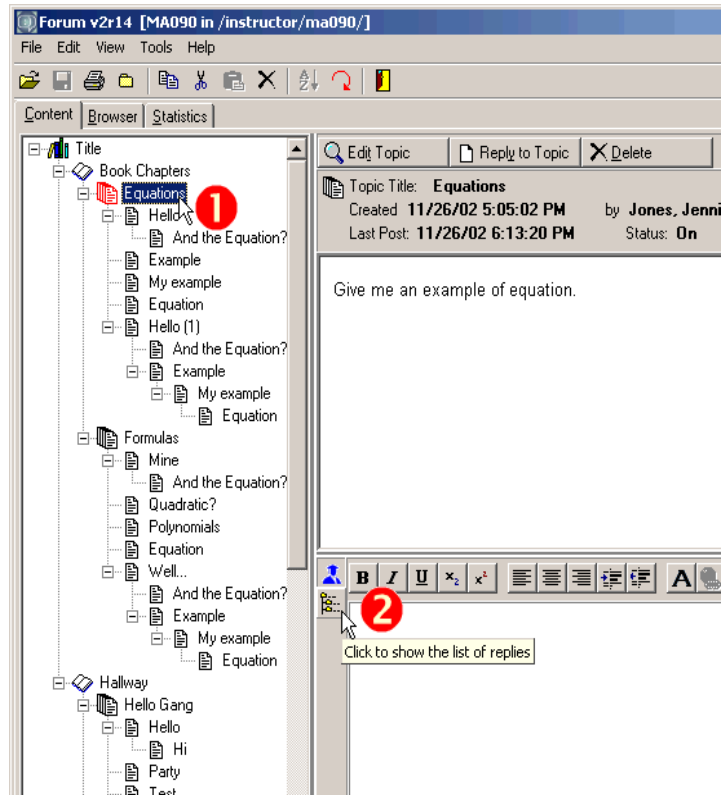 Forum v2r14 [MA090 in /instructor/ma090/]
File Edit View Tools Help
Content Browser Statistics
Title
Book Chapters
Equations
1
Hello
And the Equation?
Example
My example
Equation
Hello (1)
And the Equation?
Example
My example
Equation
Formulas
Mine
And the Equation?
Quadratic?
Polynomials
Equation
Well...
And the Equation?
Example
My example
Equation
Hallway
Hello Gang
Hello
Hi
Party
Test
Edit Topic Reply to Topic Delete
Topic Title: Equations
Created 11/26/02 5:05:02 PM by Jones, Jenni
Last Post: 11/26/02 6:13:20 PM Status: On
Give me an example of equation.
B I U x₂ x² A
2
Click to show the list of replies